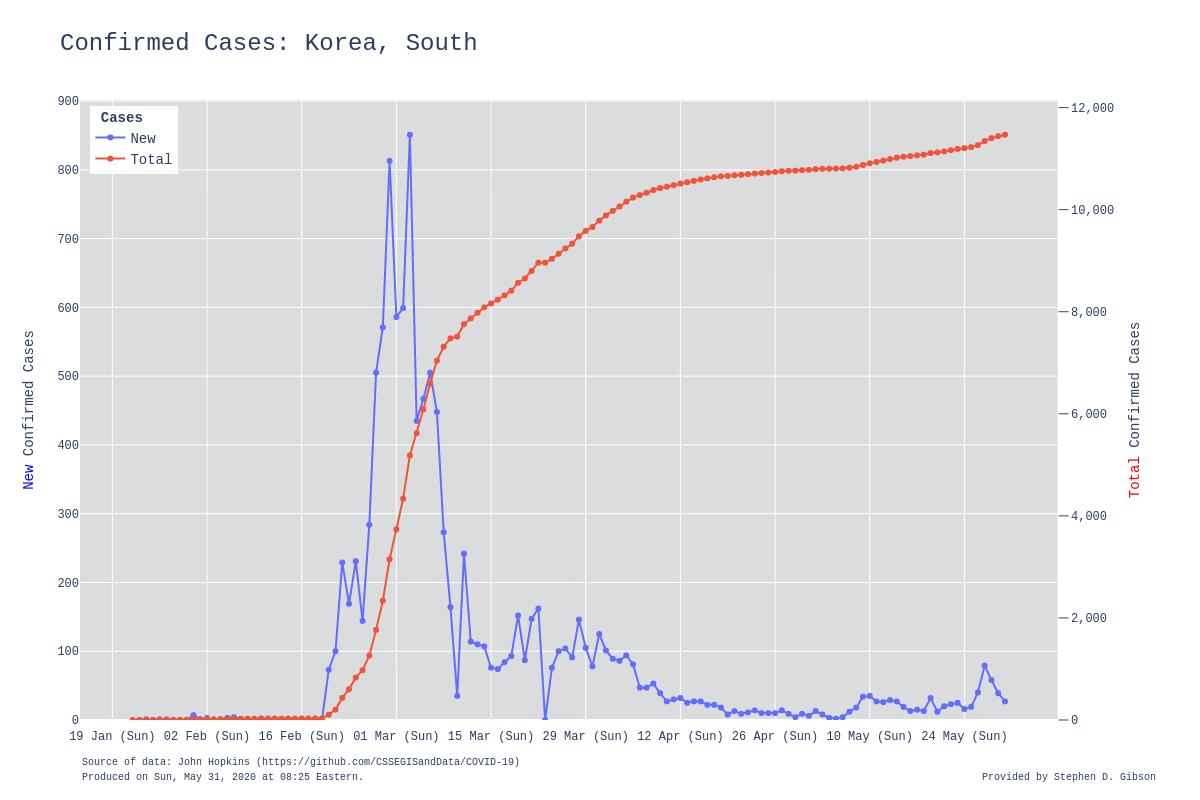 Confirmed Cases: Korea, South
Cases
New
Total
900
800
700
600
500
400
300
200
100
0
12,000
10,000
8,000
6,000
4,000
2,000
0
New Confirmed Cases
Total Confirmed Cases
19 Jan (Sun) 02 Feb (Sun) 16 Feb (Sun) 01 Mar (Sun) 15 Mar (Sun) 29 Mar (Sun) 12 Apr (Sun) 26 Apr (Sun) 10 May (Sun) 24 May (Sun)
Source of data: John Hopkins (https://github.com/CSSEGISandData/COVID-19)
Produced on Sun, May 31, 2020 at 08:25 Eastern.
Provided by Stephen D. Gibson